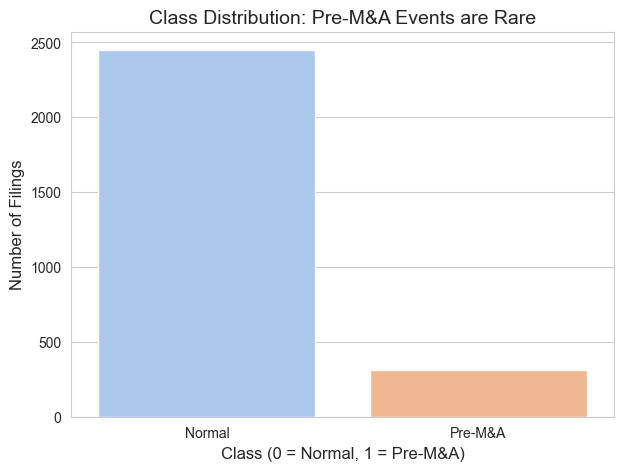 Class Distribution: Pre-M&A Events are Rare
Number of Filings
2500
2000
1500
1000
500
0
Normal
Pre-M&A
Class (0 = Normal, 1 = Pre-M&A)